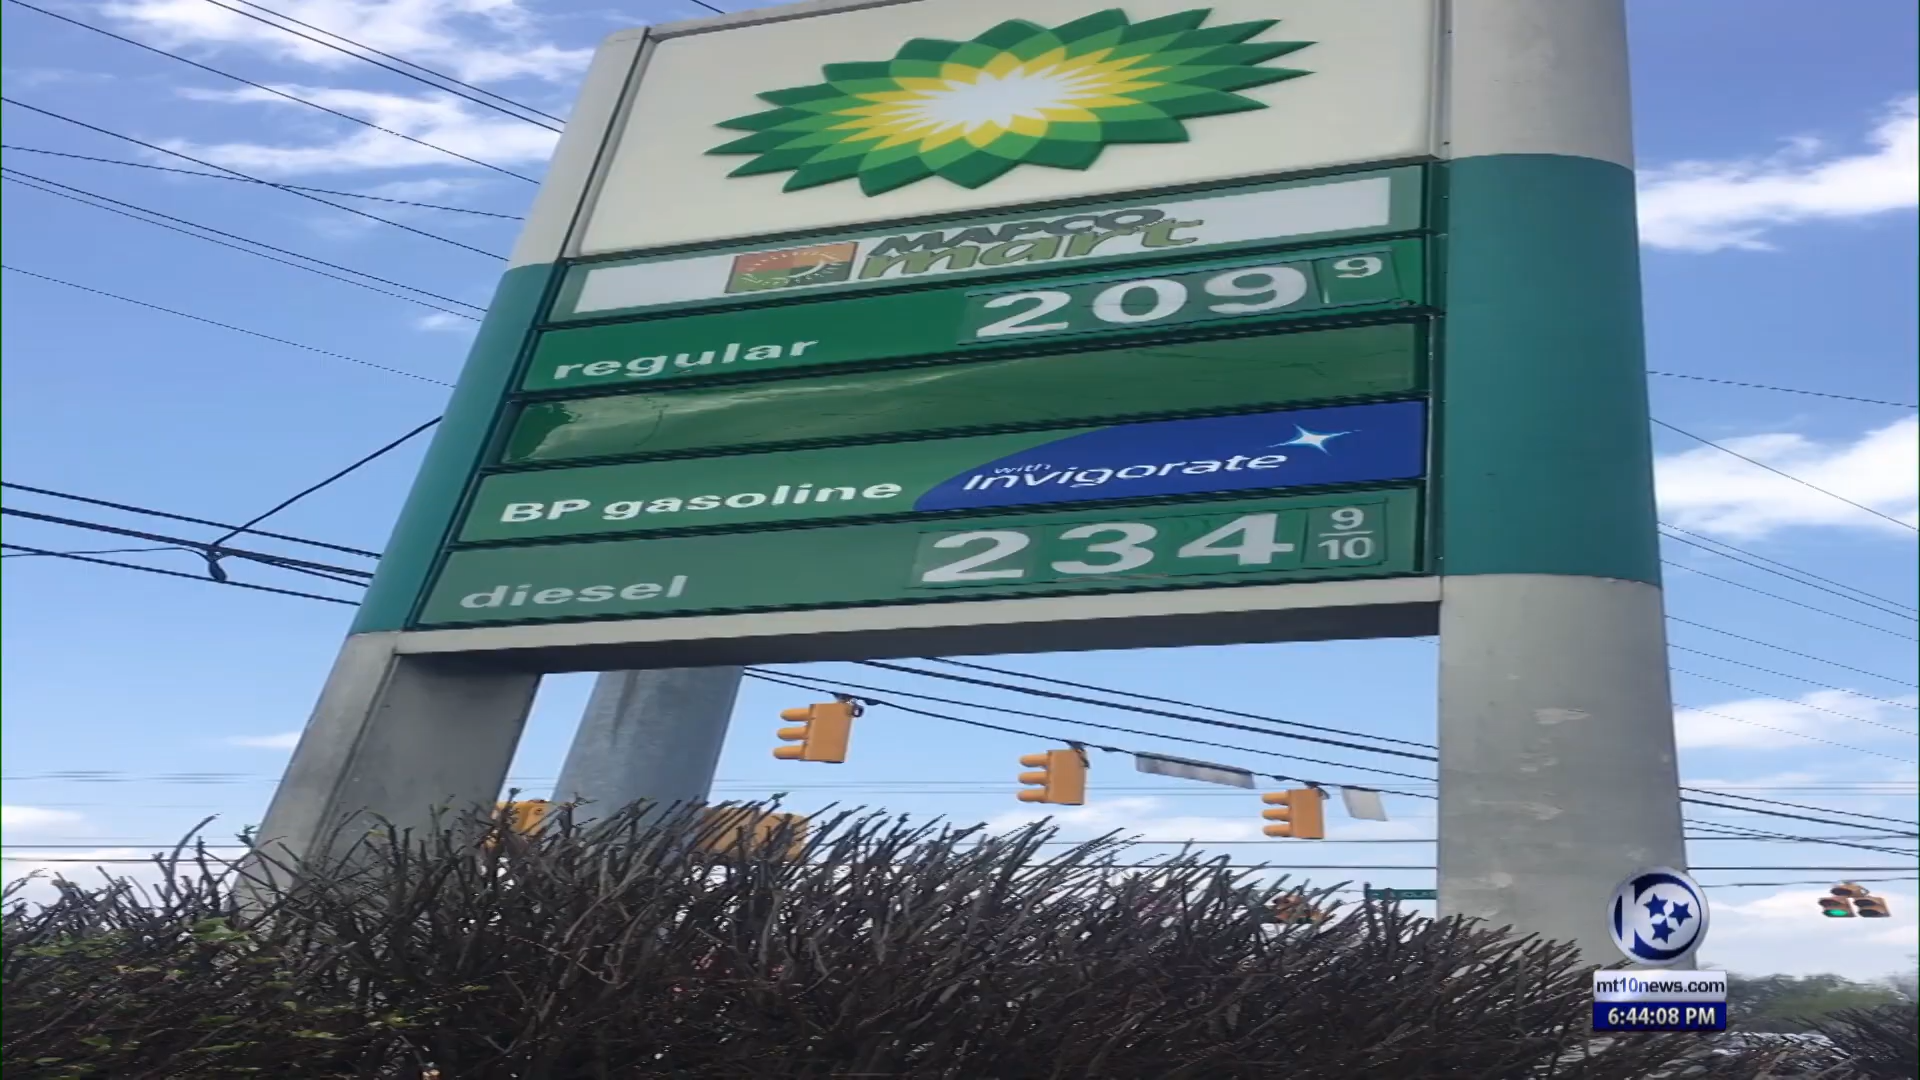 MAPCO
mart
regular 209 9
BP gasoline with Invigorate
diesel 234 9/10
mt10news.com
6:44:08 PM